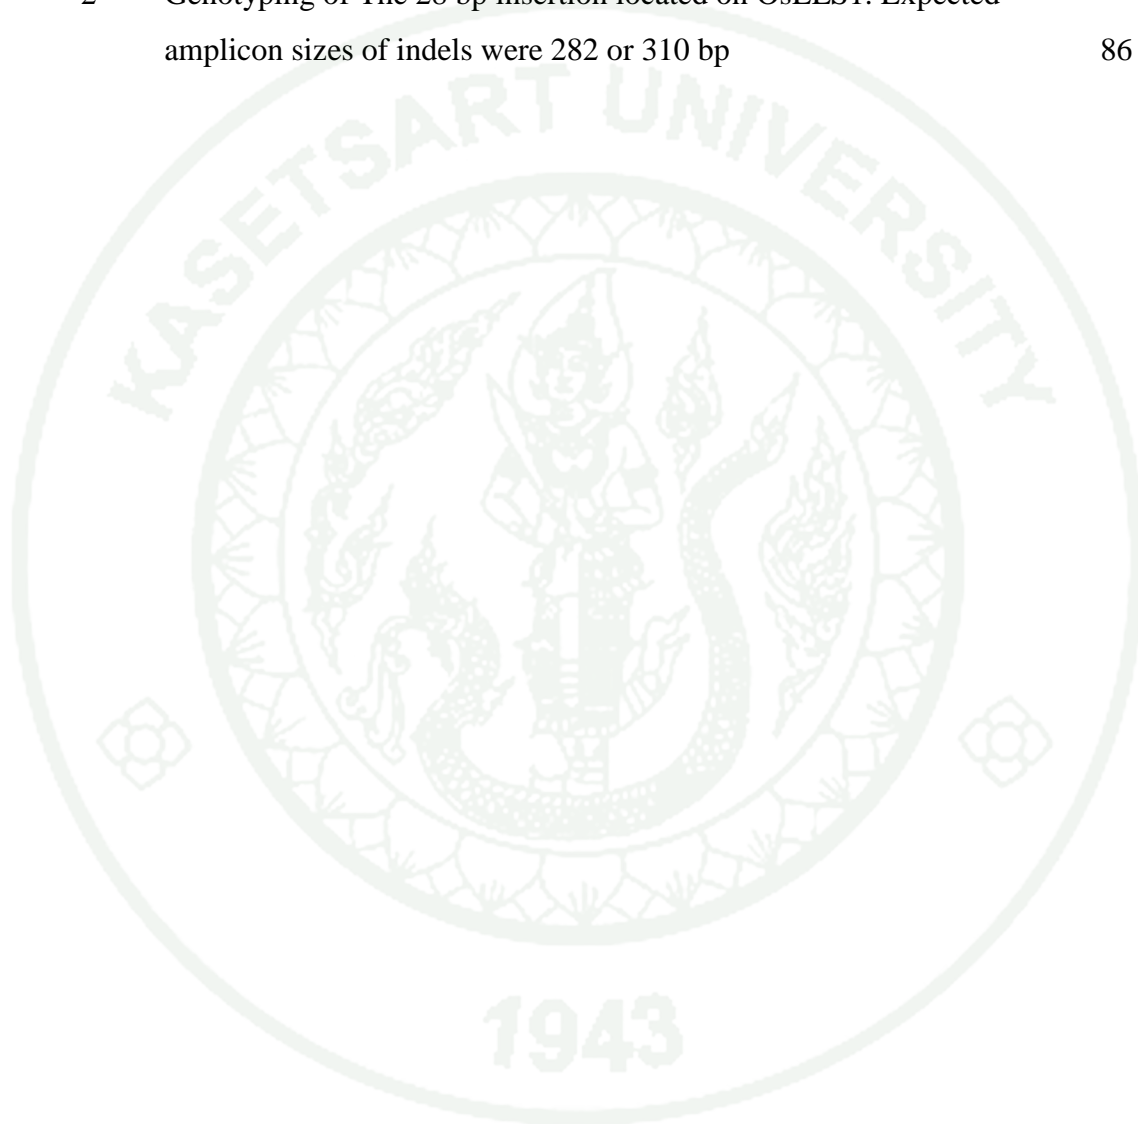 2 Genotyping of The 28 bp insertion located on Expected
amplicon sizes of indels were 282 or 310 bp 86
KASETSART UNIVERSITY
1943